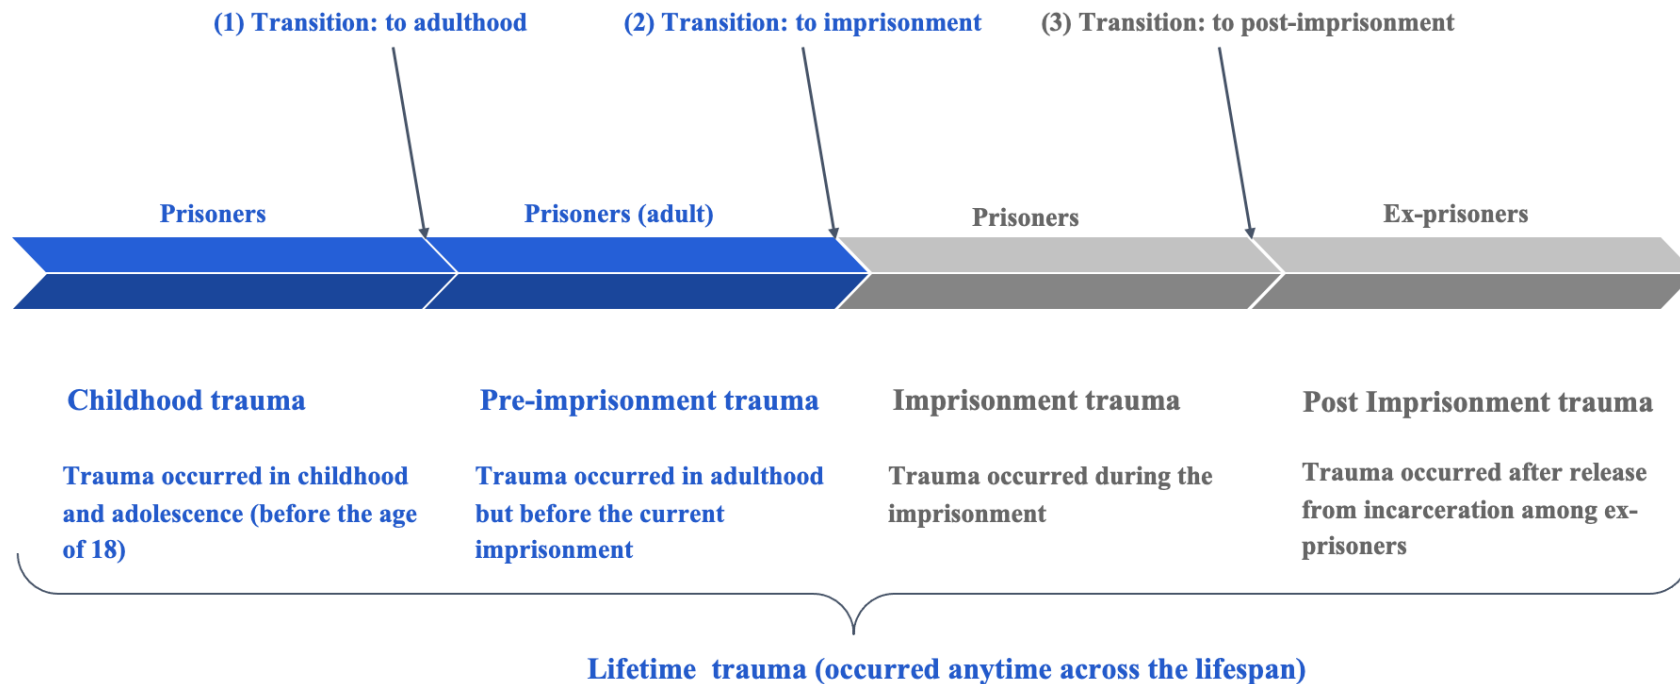 (1) Transition: to adulthood
(2) Transition: to imprisonment
(3) Transition: to post-imprisonment
Prisoners
Prisoners (adult)
Prisoners
Ex-prisoners
Childhood trauma
Trauma occurred in childhood
and adolescence (before the age
of 18)
Pre-imprisonment trauma
Trauma occurred in adulthood
but before the current
imprisonment
Imprisonment trauma
Trauma occurred during the
imprisonment
Post Imprisonment trauma
Trauma occurred after release
from incarceration among ex-
prisoners
Lifetime trauma (occurred anytime across the lifespan)